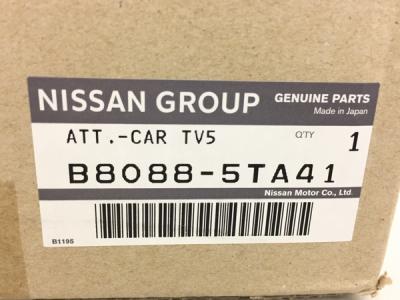 NISSAN GROUP GENUINE PARTS
Made in Japan
ATT.-CAR TV5 Q'TY 1
B8088-5TA41
Nissan Motor Co., Ltd.
B1195